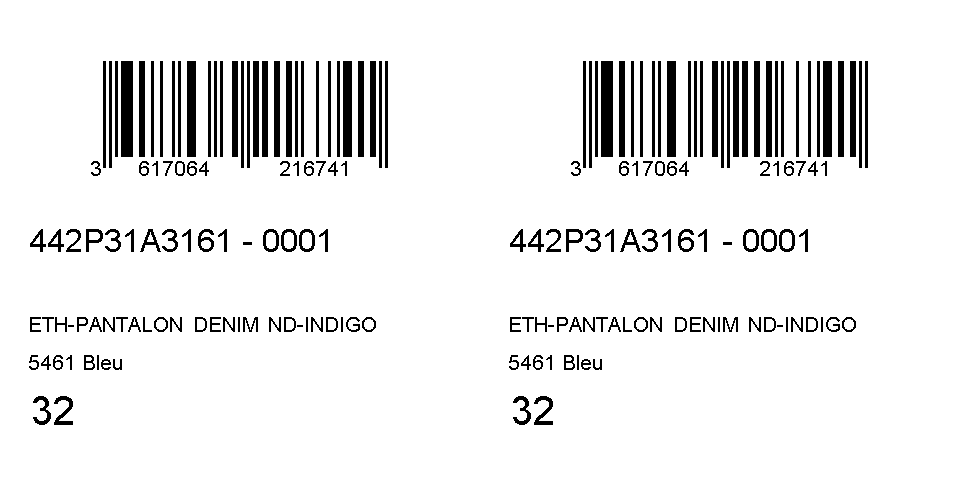 3 617064 216741
442P31A3161 - 0001
ETH-PANTALON DENIM ND-INDIGO
5461 Bleu
32
3 617064 216741
442P31A3161 - 0001
ETH-PANTALON DENIM ND-INDIGO
5461 Bleu
32